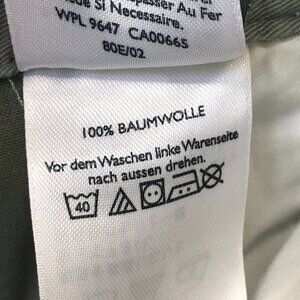 Repasser Au Fer
Si Necessaire.
WPL 9647 CA00665
80E/02
100% BAUMWOLLE
Vor dem Waschen linke Warenseite
nach aussen drehen.
40